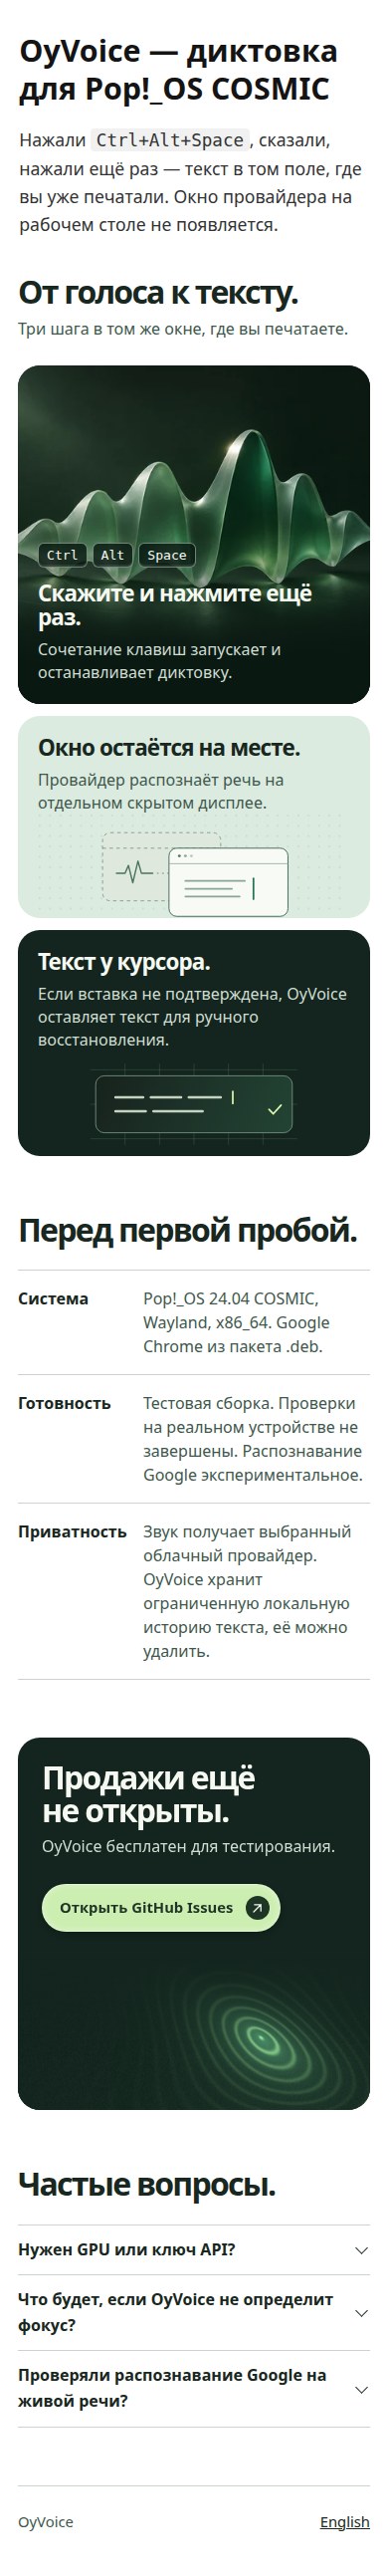 OyVoice — диктовка
для Pop!_OS COSMIC
Нажали Ctrl+Alt+Space, сказали,
нажали ещё раз — текст в том поле, где
вы уже печатали. Окно провайдера на
рабочем столе не появляется.
От голоса к тексту.
Три шага в том же окне, где вы печатаете.
Ctrl Alt Space
Скажите и нажмите ещё
раз.
Сочетание клавиш запускает и
останавливает диктовку.
Окно остаётся на месте.
Провайдер распознаёт речь на
отдельном скрытом дисплее.
Текст у курсора.
Если вставка не подтверждена, OyVoice
оставляет текст для ручного
восстановления.
Перед первой пробой.
Система
Pop!_OS 24.04 COSMIC,
Wayland, x86_64. Google
Chrome из пакета .deb.
Готовность
Тестовая сборка. Проверки
на реальном устройстве не
завершены. Распознавание
Google экспериментальное.
Приватность
Звук получает выбранный
облачный провайдер.
OyVoice хранит
ограниченную локальную
историю текста, её можно
удалить.
Продажи ещё
не открыты.
OyVoice бесплатен для тестирования.
Открыть GitHub Issues
Частые вопросы.
Нужен GPU или ключ API?
Что будет, если OyVoice не определит
фокус?
Проверяли распознавание Google на
живой речи?
OyVoice English